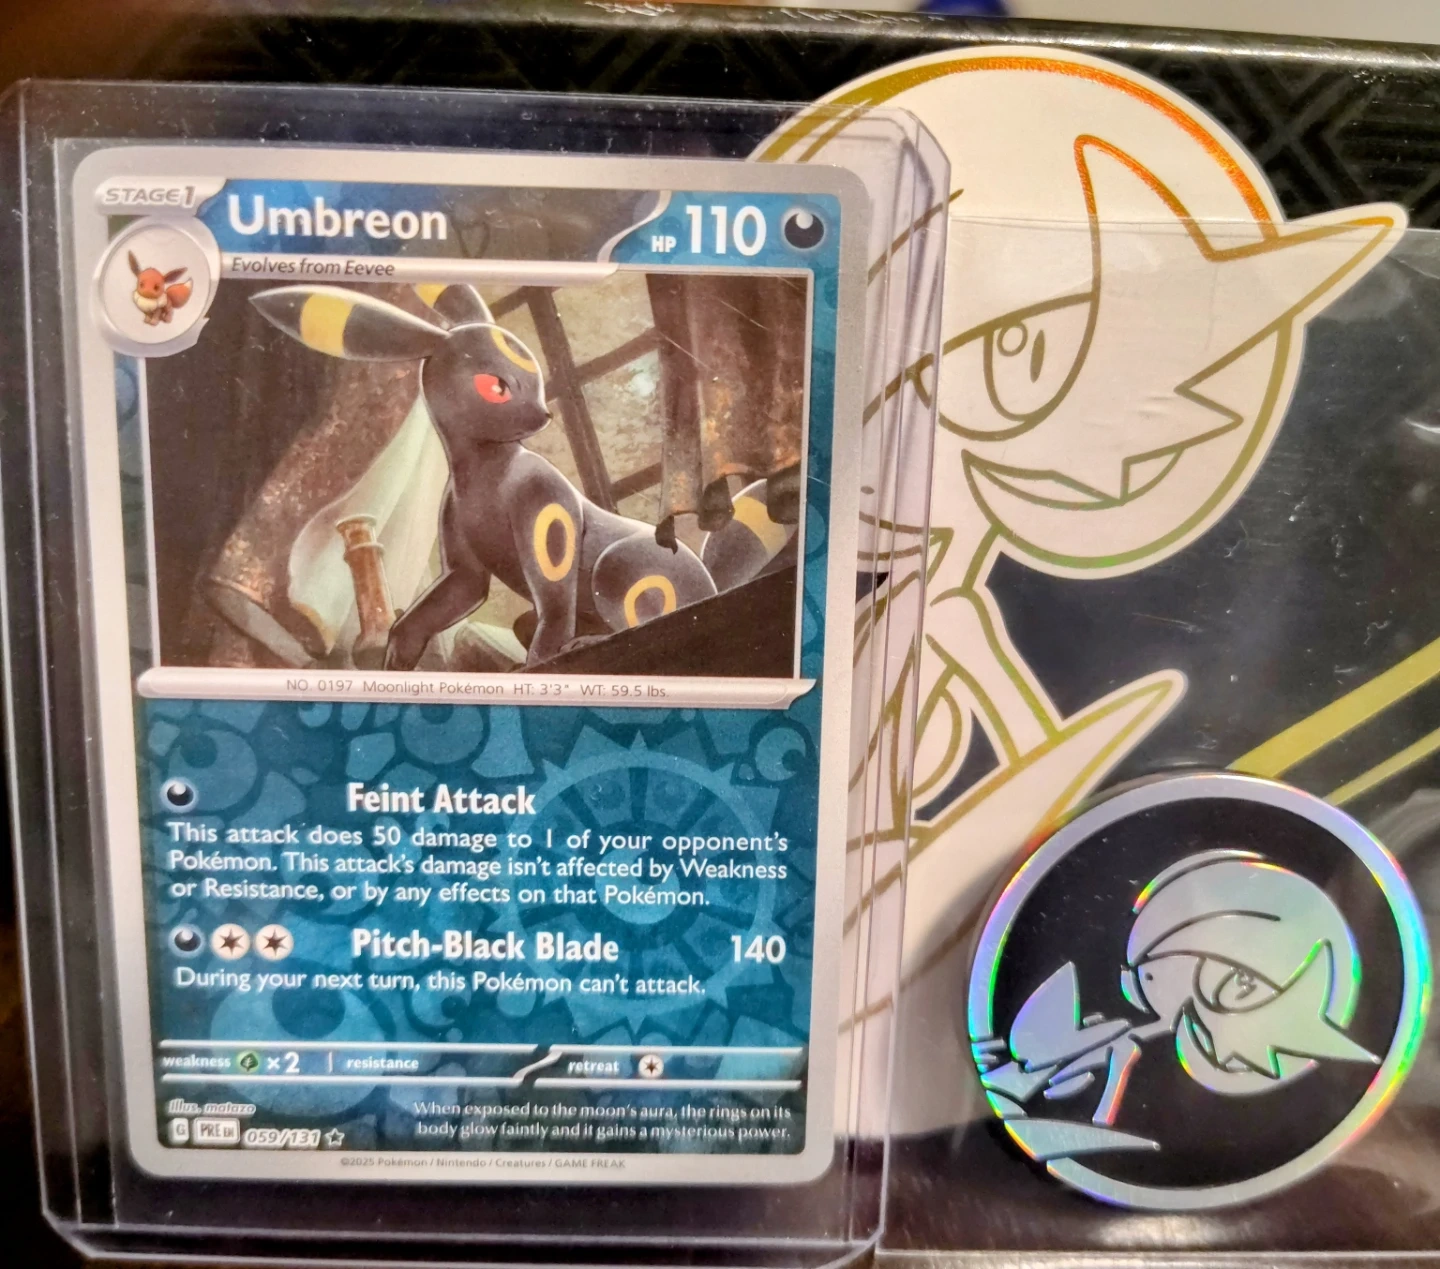 STAGE1
Umbreon
HP 110
Evolves from Eevee
NO. 0197 Moonlight Pokémon HT: 3'3" WT: 59.5 lbs.
Feint Attack
This attack does 50 damage to 1 of your opponent's
Pokémon. This attack's damage isn't affected by Weakness
or Resistance, or by any effects on that Pokémon.
Pitch-Black Blade 140
During your next turn, this Pokémon can't attack.
weakness ×2 resistance retreat
Illus. matazo
G PRE EN 059/131
When exposed to the moon's aura, the rings on its
body glow faintly and it gains a mysterious power.
©2025 Pokémon / Nintendo / Creatures / GAME FREAK